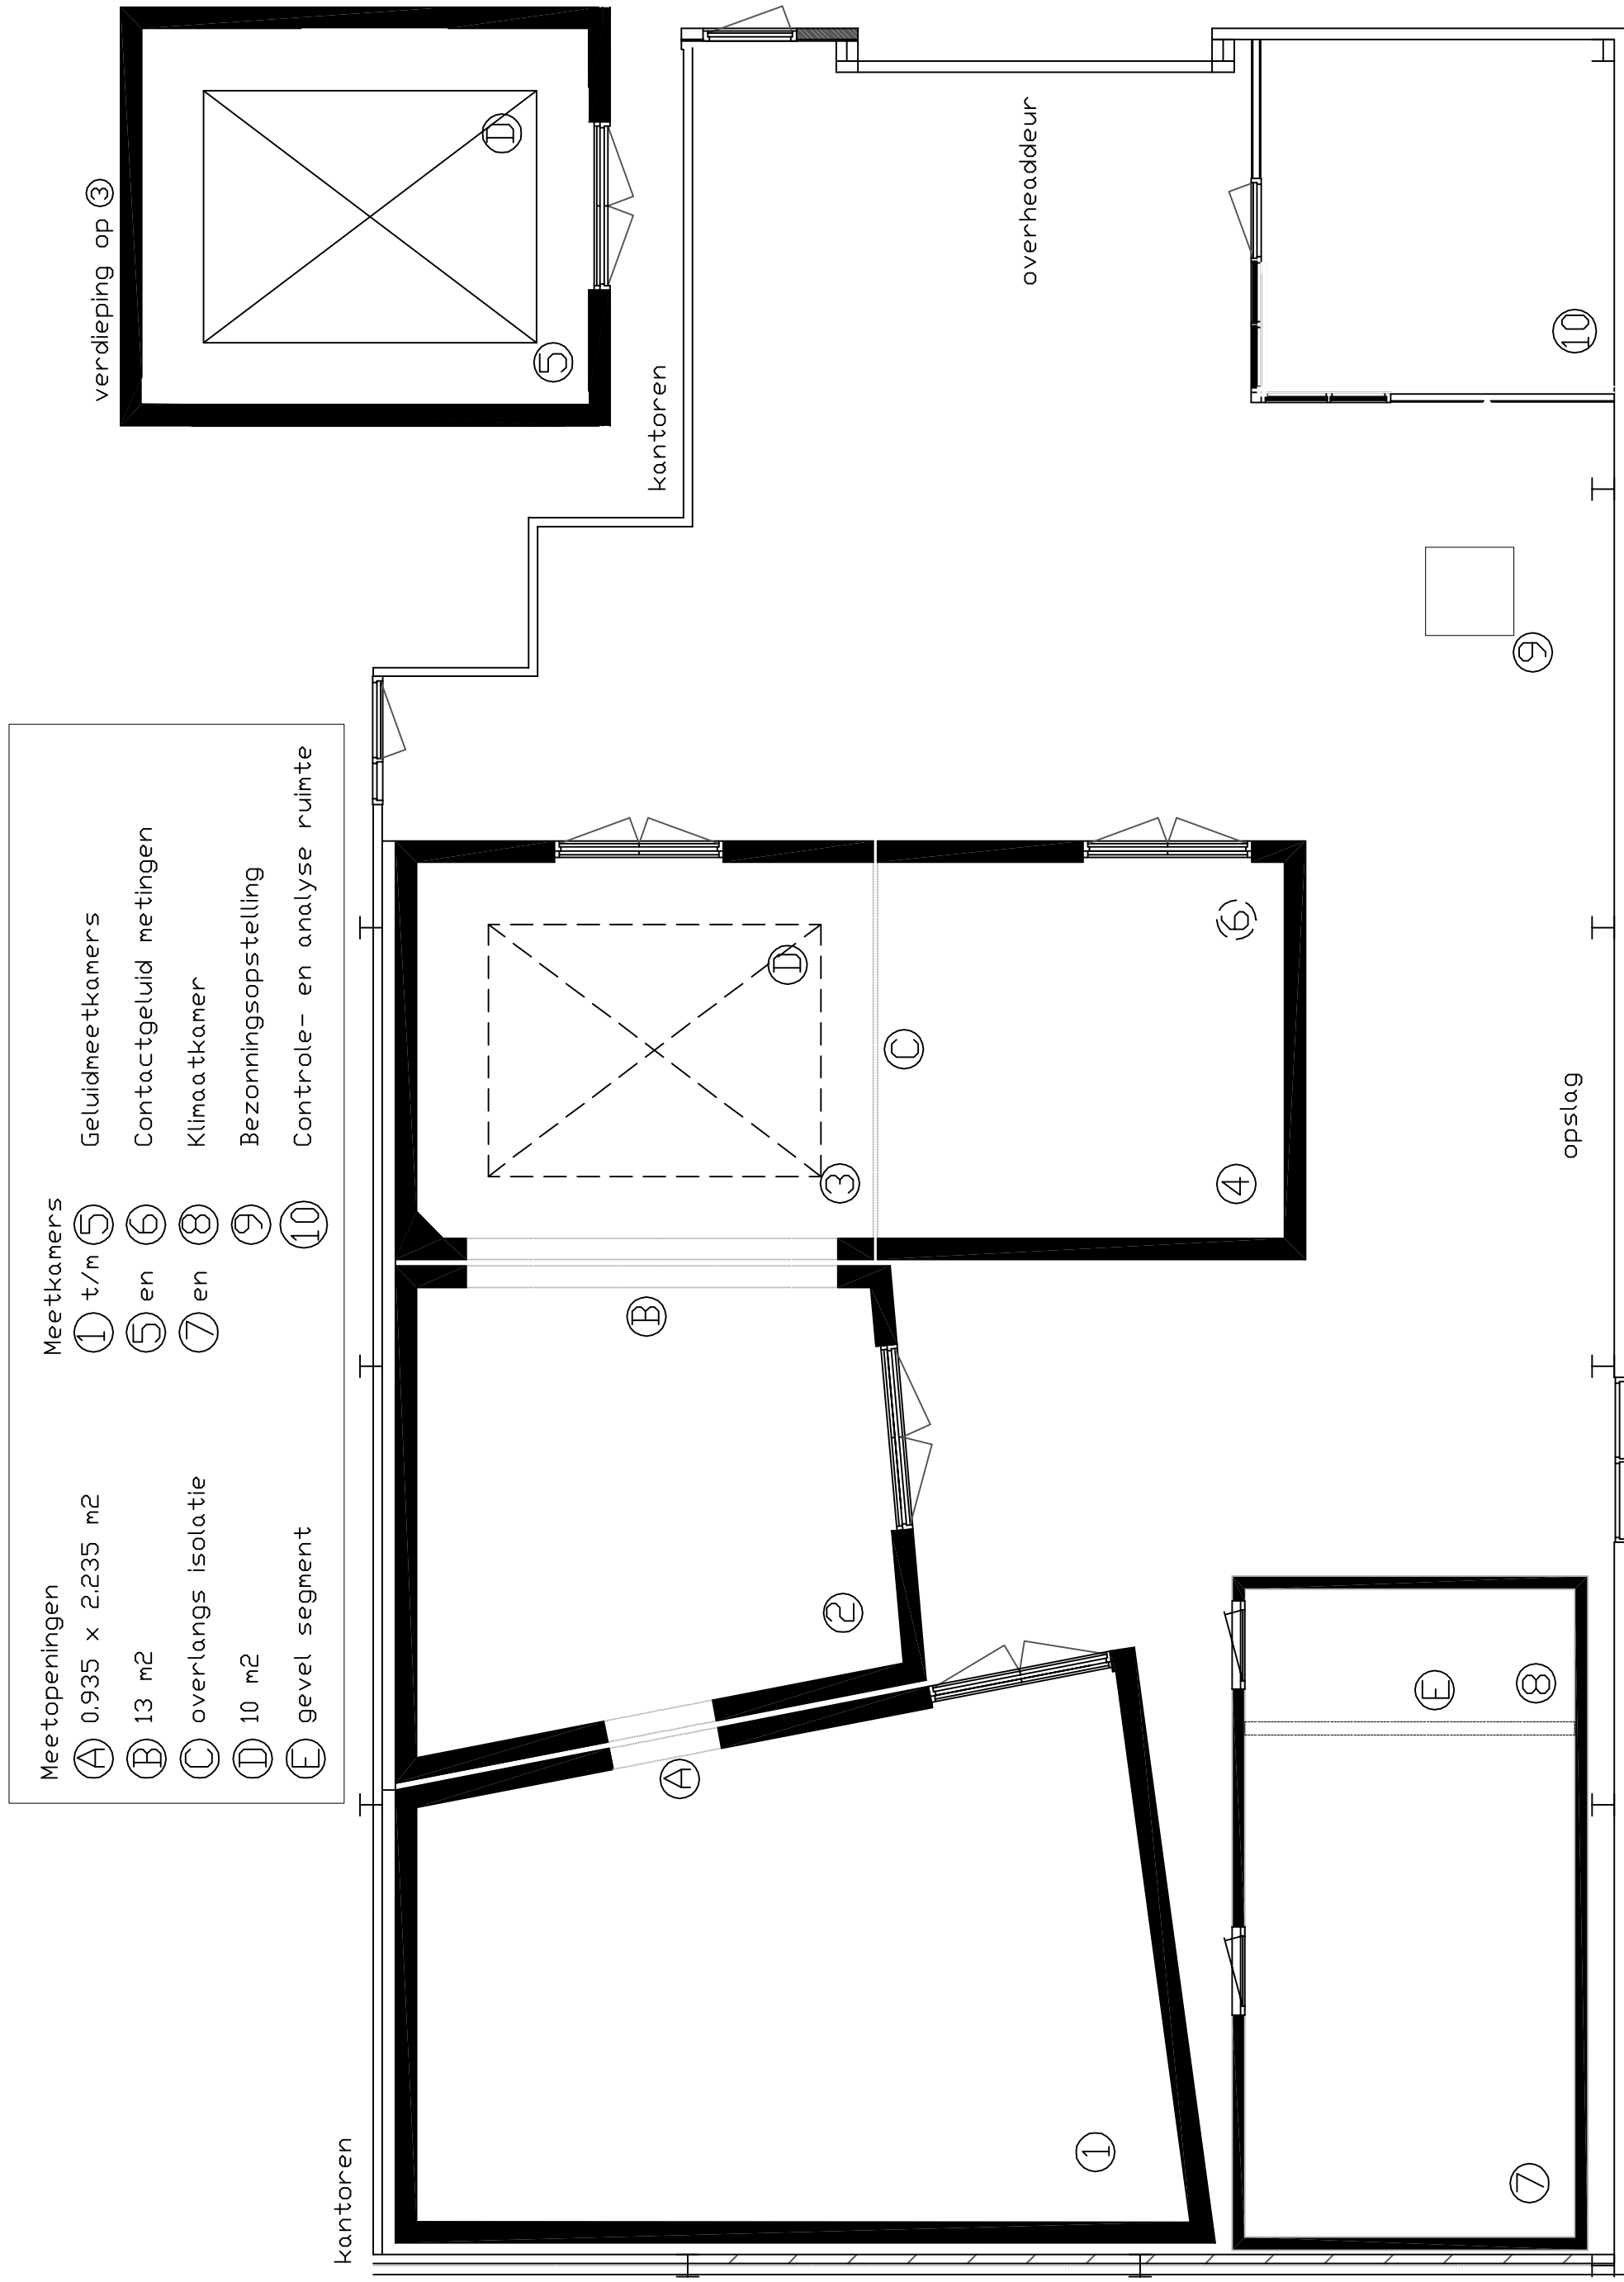 Meetopeningen
A 0.935 x 2.235 m2
B 13 m2
C overlangs isolatie
D 10 m2
E gevel segment
Meetkamers
1 t/m 5 Geluidmeetkamers
5 en 6 Contactgeluid metingen
7 en 8 Klimaatkamer
9 Bezonningsopstelling
10 Controle- en analyse ruimte
verdieping op 3
D
5
kantoren
kantoren
overheaddeur
A
B
C
D
E
1
2
3
4
6
7
8
9
10
opslag